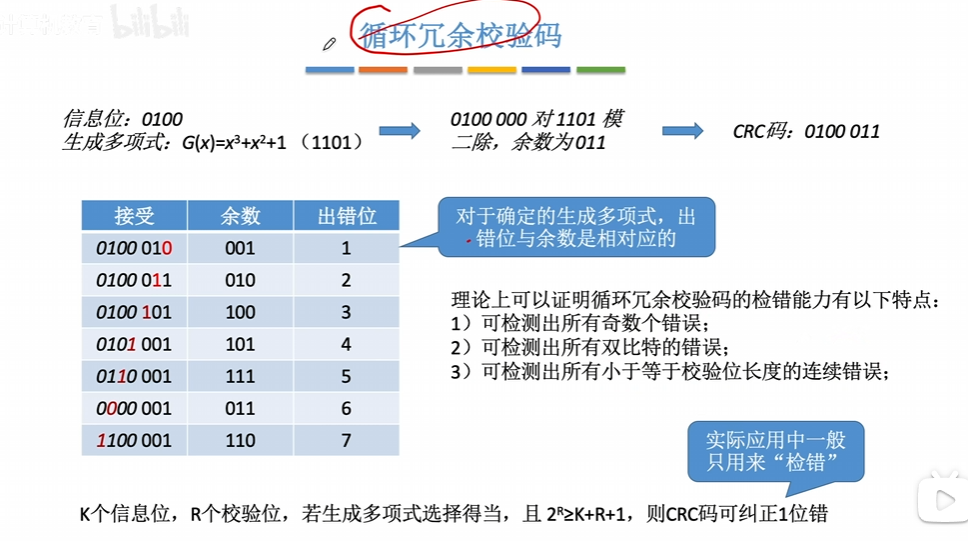 bilibili
循环冗余校验码
信息位：0100
生成多项式：G(x)=x³+x²+1 （1101）
0100 000 对 1101 模
二除，余数为 011
CRC码：0100 011
接受 余数 出错位
0100 010 001 1
0100 011 010 2
0100 101 100 3
0101 001 101 4
0110 001 111 5
0000 001 011 6
1100 001 110 7
对于确定的生成多项式，出
错位与余数是相对应的
理论上可以证明循环冗余校验码的检错能力有以下特点：
1）可检测出所有奇数个错误；
2）可检测出所有双比特的错误；
3）可检测出所有小于等于校验位长度的连续错误；
实际应用中一般
只用来“检错”
K个信息位，R个校验位，若生成多项式选择得当，且 2ᴿ≥K+R+1，则CRC码可纠正1位错